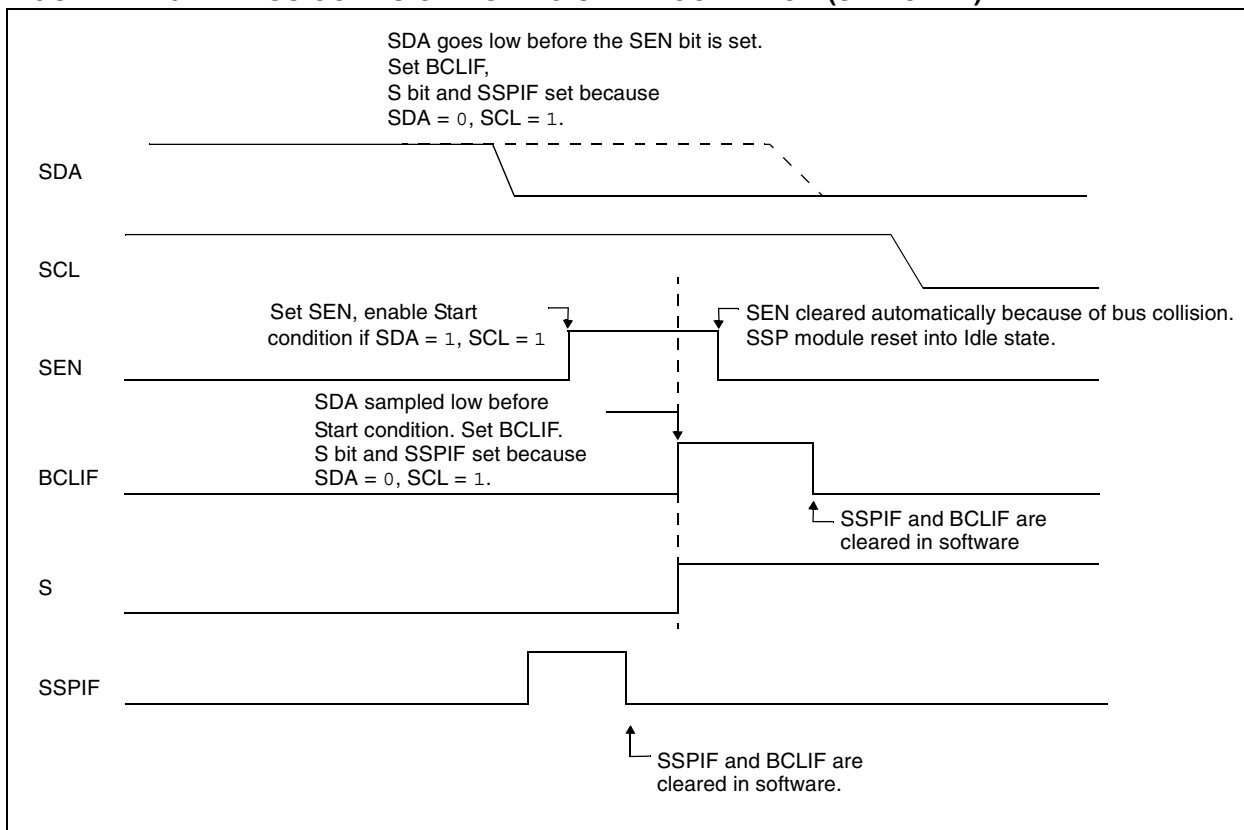 SDA goes low before the SEN bit is set.
Set BCLIF,
S bit and SSPIF set because
SDA = 0, SCL = 1.
SDA
SCL
Set SEN, enable Start
condition if SDA = 1, SCL = 1
SEN cleared automatically because of bus collision.
SSP module reset into Idle state.
SEN
SDA sampled low before
Start condition. Set BCLIF.
S bit and SSPIF set because
SDA = 0, SCL = 1.
BCLIF
SSPIF and BCLIF are
cleared in software
S
SSPIF
SSPIF and BCLIF are
cleared in software.